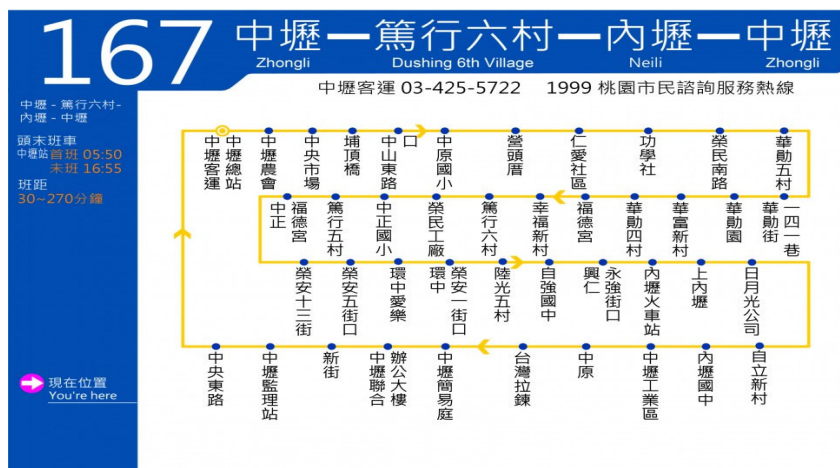 167
中壢—篤行六村—內壢—中壢
Zhongli Dushing 6th Village Neili Zhongli
中壢客運 03-425-5722 1999 桃園市民諮詢服務熱線
中壢 - 篤行六村-
內壢 - 中壢
頭末班車
中壢站 首班 05:50
末班 16:55
班距
30~270分鐘
中壢客運
中壢總站
中壢農會
中央市場
埔頂橋
中山東路
口
中原國小
營頭厝
仁愛社區
功學社
榮民南路
華勛五村
中正
福德宮
篤行五村
中正國小
榮民工廠
篤行六村
幸福新村
福德宮
華勛四村
華富新村
華勛園
華勛街
一四一巷
榮安十三街
榮安五街口
環中愛樂
環中
榮安一街口
陸光五村
自強國中
興仁
永強街口
內壢火車站
上內壢
日月光公司
中央東路
中壢監理站
新街
中壢聯合
辦公大樓
中壢簡易庭
台灣拉鍊
中原
中壢工業區
內壢國中
自立新村
現在位置
You're here